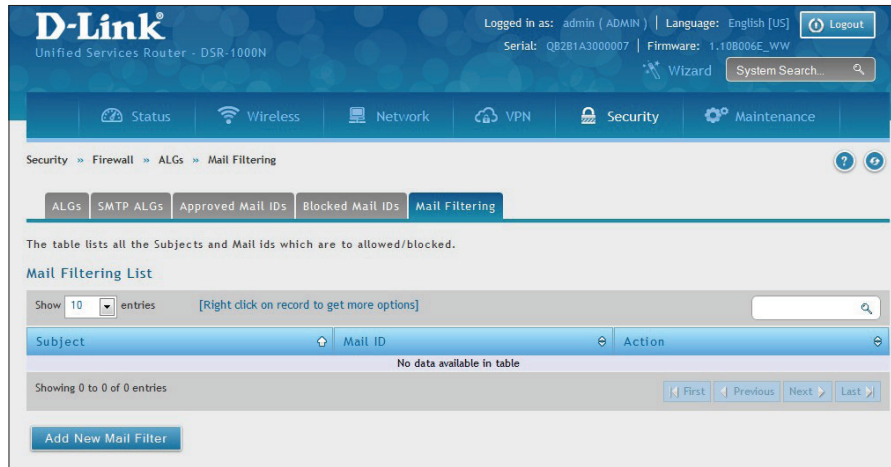 D-Link
Unified Services Router - DSR-1000N
Logged in as: admin ( ADMIN ) | Language: English [US]
Logout
Serial: QB2B1A3000007 | Firmware: 1.10B006E_WW
Wizard
System Search...
Status
Wireless
Network
VPN
Security
Maintenance
Security » Firewall » ALGs » Mail Filtering
?
ALGs
SMTP ALGs
Approved Mail IDs
Blocked Mail IDs
Mail Filtering
The table lists all the Subjects and Mail ids which are to allowed/blocked.
Mail Filtering List
Show 10 entries
[Right click on record to get more options]
Subject
Mail ID
Action
No data available in table
Showing 0 to 0 of 0 entries
First
Previous
Next
Last
Add New Mail Filter